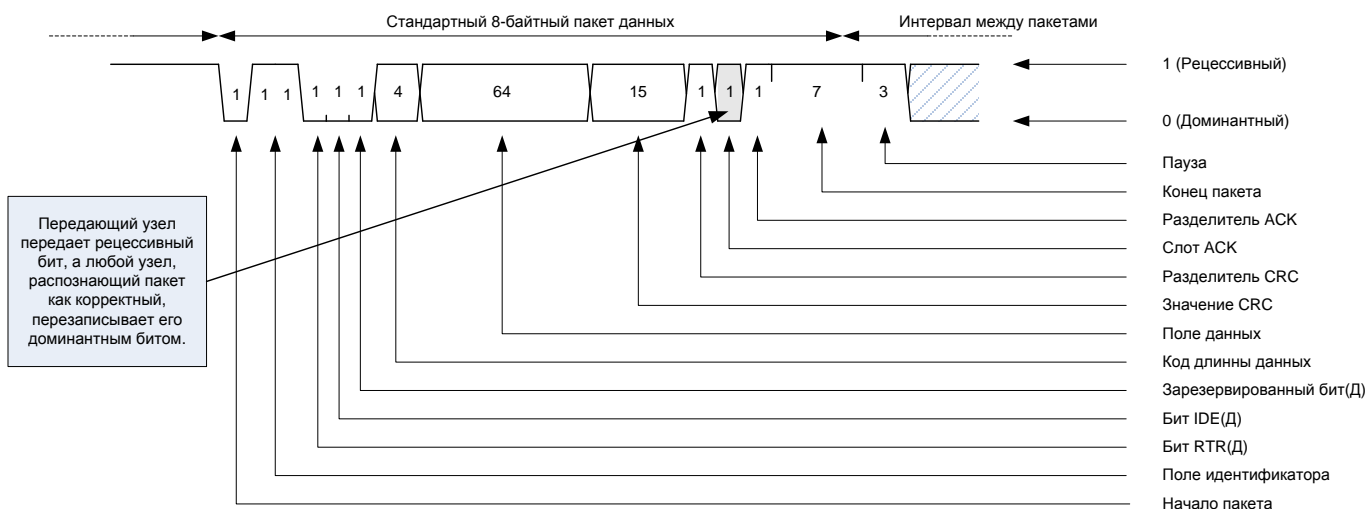 Стандартный 8-байтный пакет данных
Интервал между пакетами
1 1 1 1 1 1 4 64 15 1 1 1 7 3
1 (Рецессивный)
0 (Доминантный)
Пауза
Конец пакета
Разделитель ACK
Слот ACK
Разделитель CRC
Значение CRC
Поле данных
Код длинны данных
Зарезервированный бит(Д)
Бит IDE(Д)
Бит RTR(Д)
Поле идентификатора
Начало пакета
Передающий узел
передает рецессивный
бит, а любой узел,
распознающий пакет
как корректный,
перезаписывает его
доминантным битом.